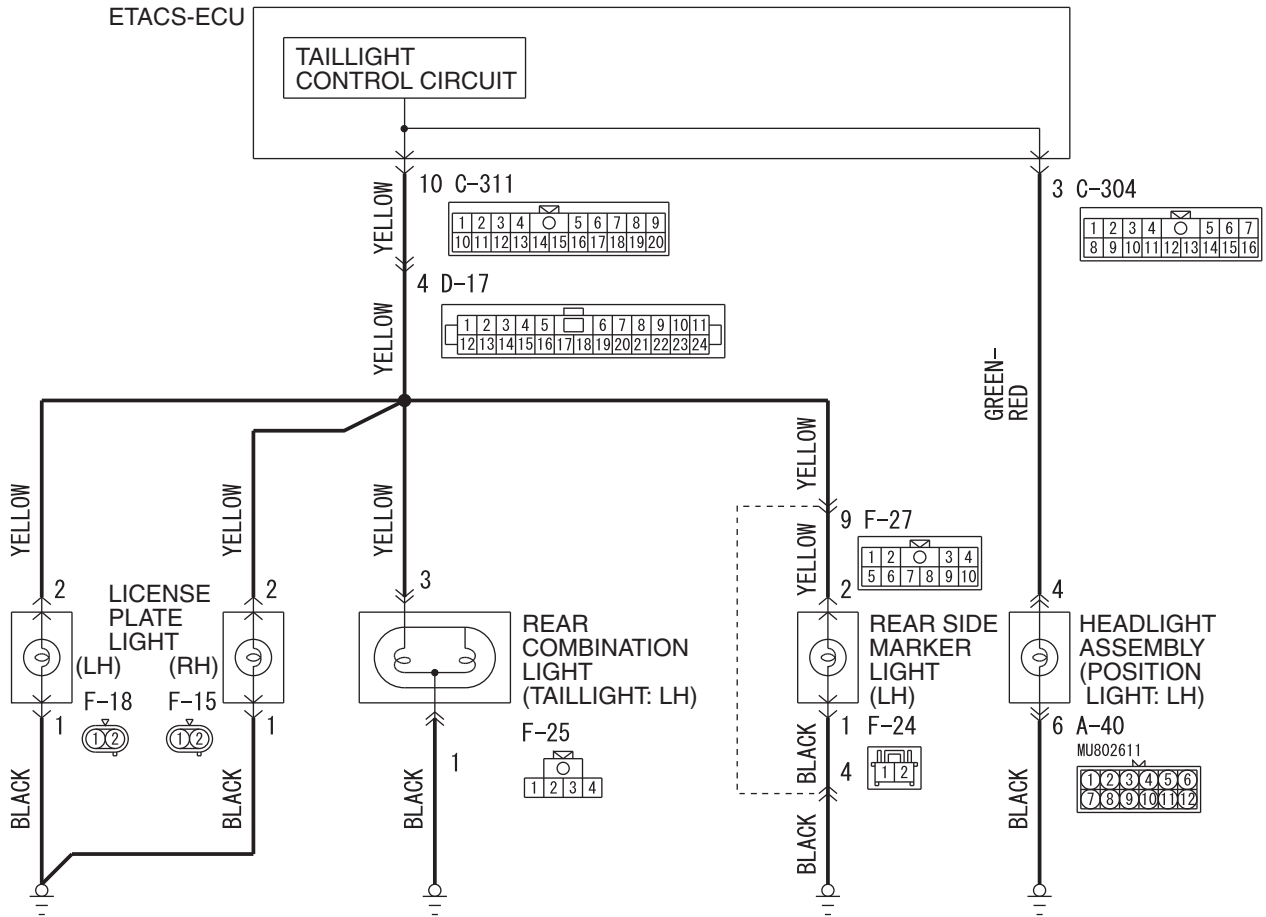 ETACS-ECU
TAILLIGHT
CONTROL CIRCUIT
YELLOW
10 C-311
1 2 3 4 5 6 7 8 9
10 11 12 13 14 15 16 17 18 19 20
3 C-304
1 2 3 4 5 6 7
8 9 10 11 12 13 14 15 16
4 D-17
1 2 3 4 5 6 7 8 9 10 11
12 13 14 15 16 17 18 19 20 21 22 23 24
YELLOW
GREEN-
RED
YELLOW
YELLOW
YELLOW
YELLOW
9 F-27
1 2 3 4
5 6 7 8 9 10
YELLOW
2
LICENSE
PLATE
LIGHT
(LH)
(RH)
2
3
2
4
REAR
COMBINATION
LIGHT
(TAILLIGHT: LH)
REAR SIDE
MARKER
LIGHT
(LH)
HEADLIGHT
ASSEMBLY
(POSITION
LIGHT: LH)
F-18
F-15
1
1 2
1 2
1
1
F-25
1 2 3 4
1
F-24
1 2
BLACK
4
6 A-40
MU802611
1 2 3 4 5 6
7 8 9 10 11 12
BLACK
BLACK
BLACK
BLACK
BLACK